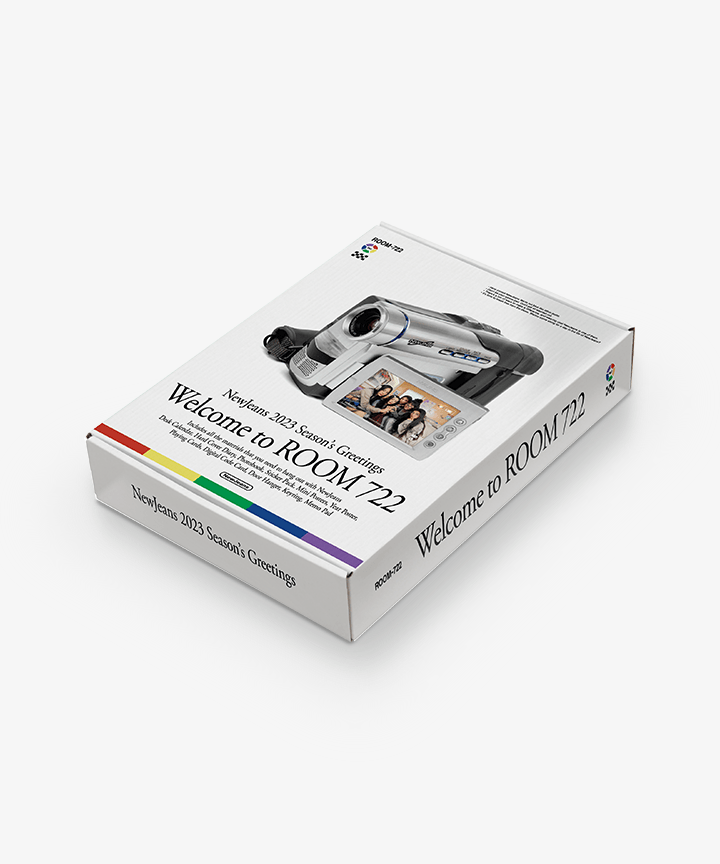 ROOM-722
NewJeans 2023 Season's Greetings
Welcome to ROOM 722
Includes all the materials that you need to hang out with NewJeans
Desk Calendar, Hard Cover Diary, Photobook, Sticker Pack, Mini Posters, Year Poster,
Playing Cards, Digital Code Card, Door Hanger, Keyring, Memo Pad
NewJeans
NewJeans 2023 Season's Greetings
ROOM-722
Welcome to ROOM 722